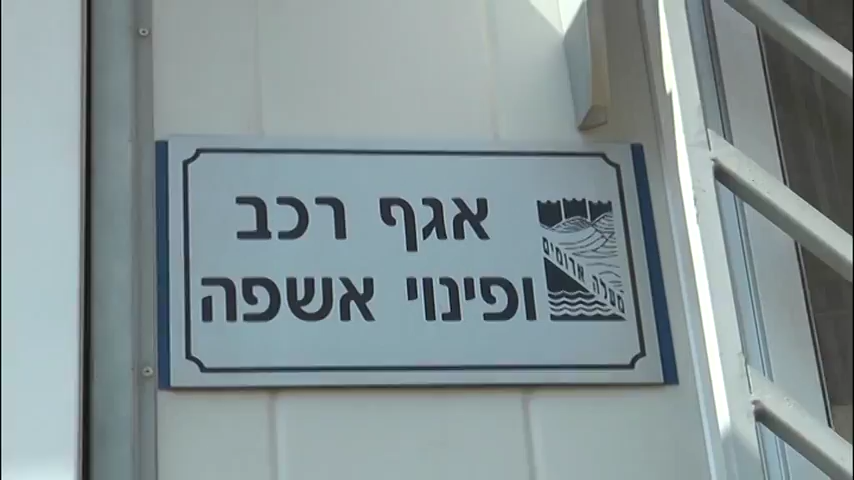 אגף רכב
ופינוי אשפה
מעלה אדומים